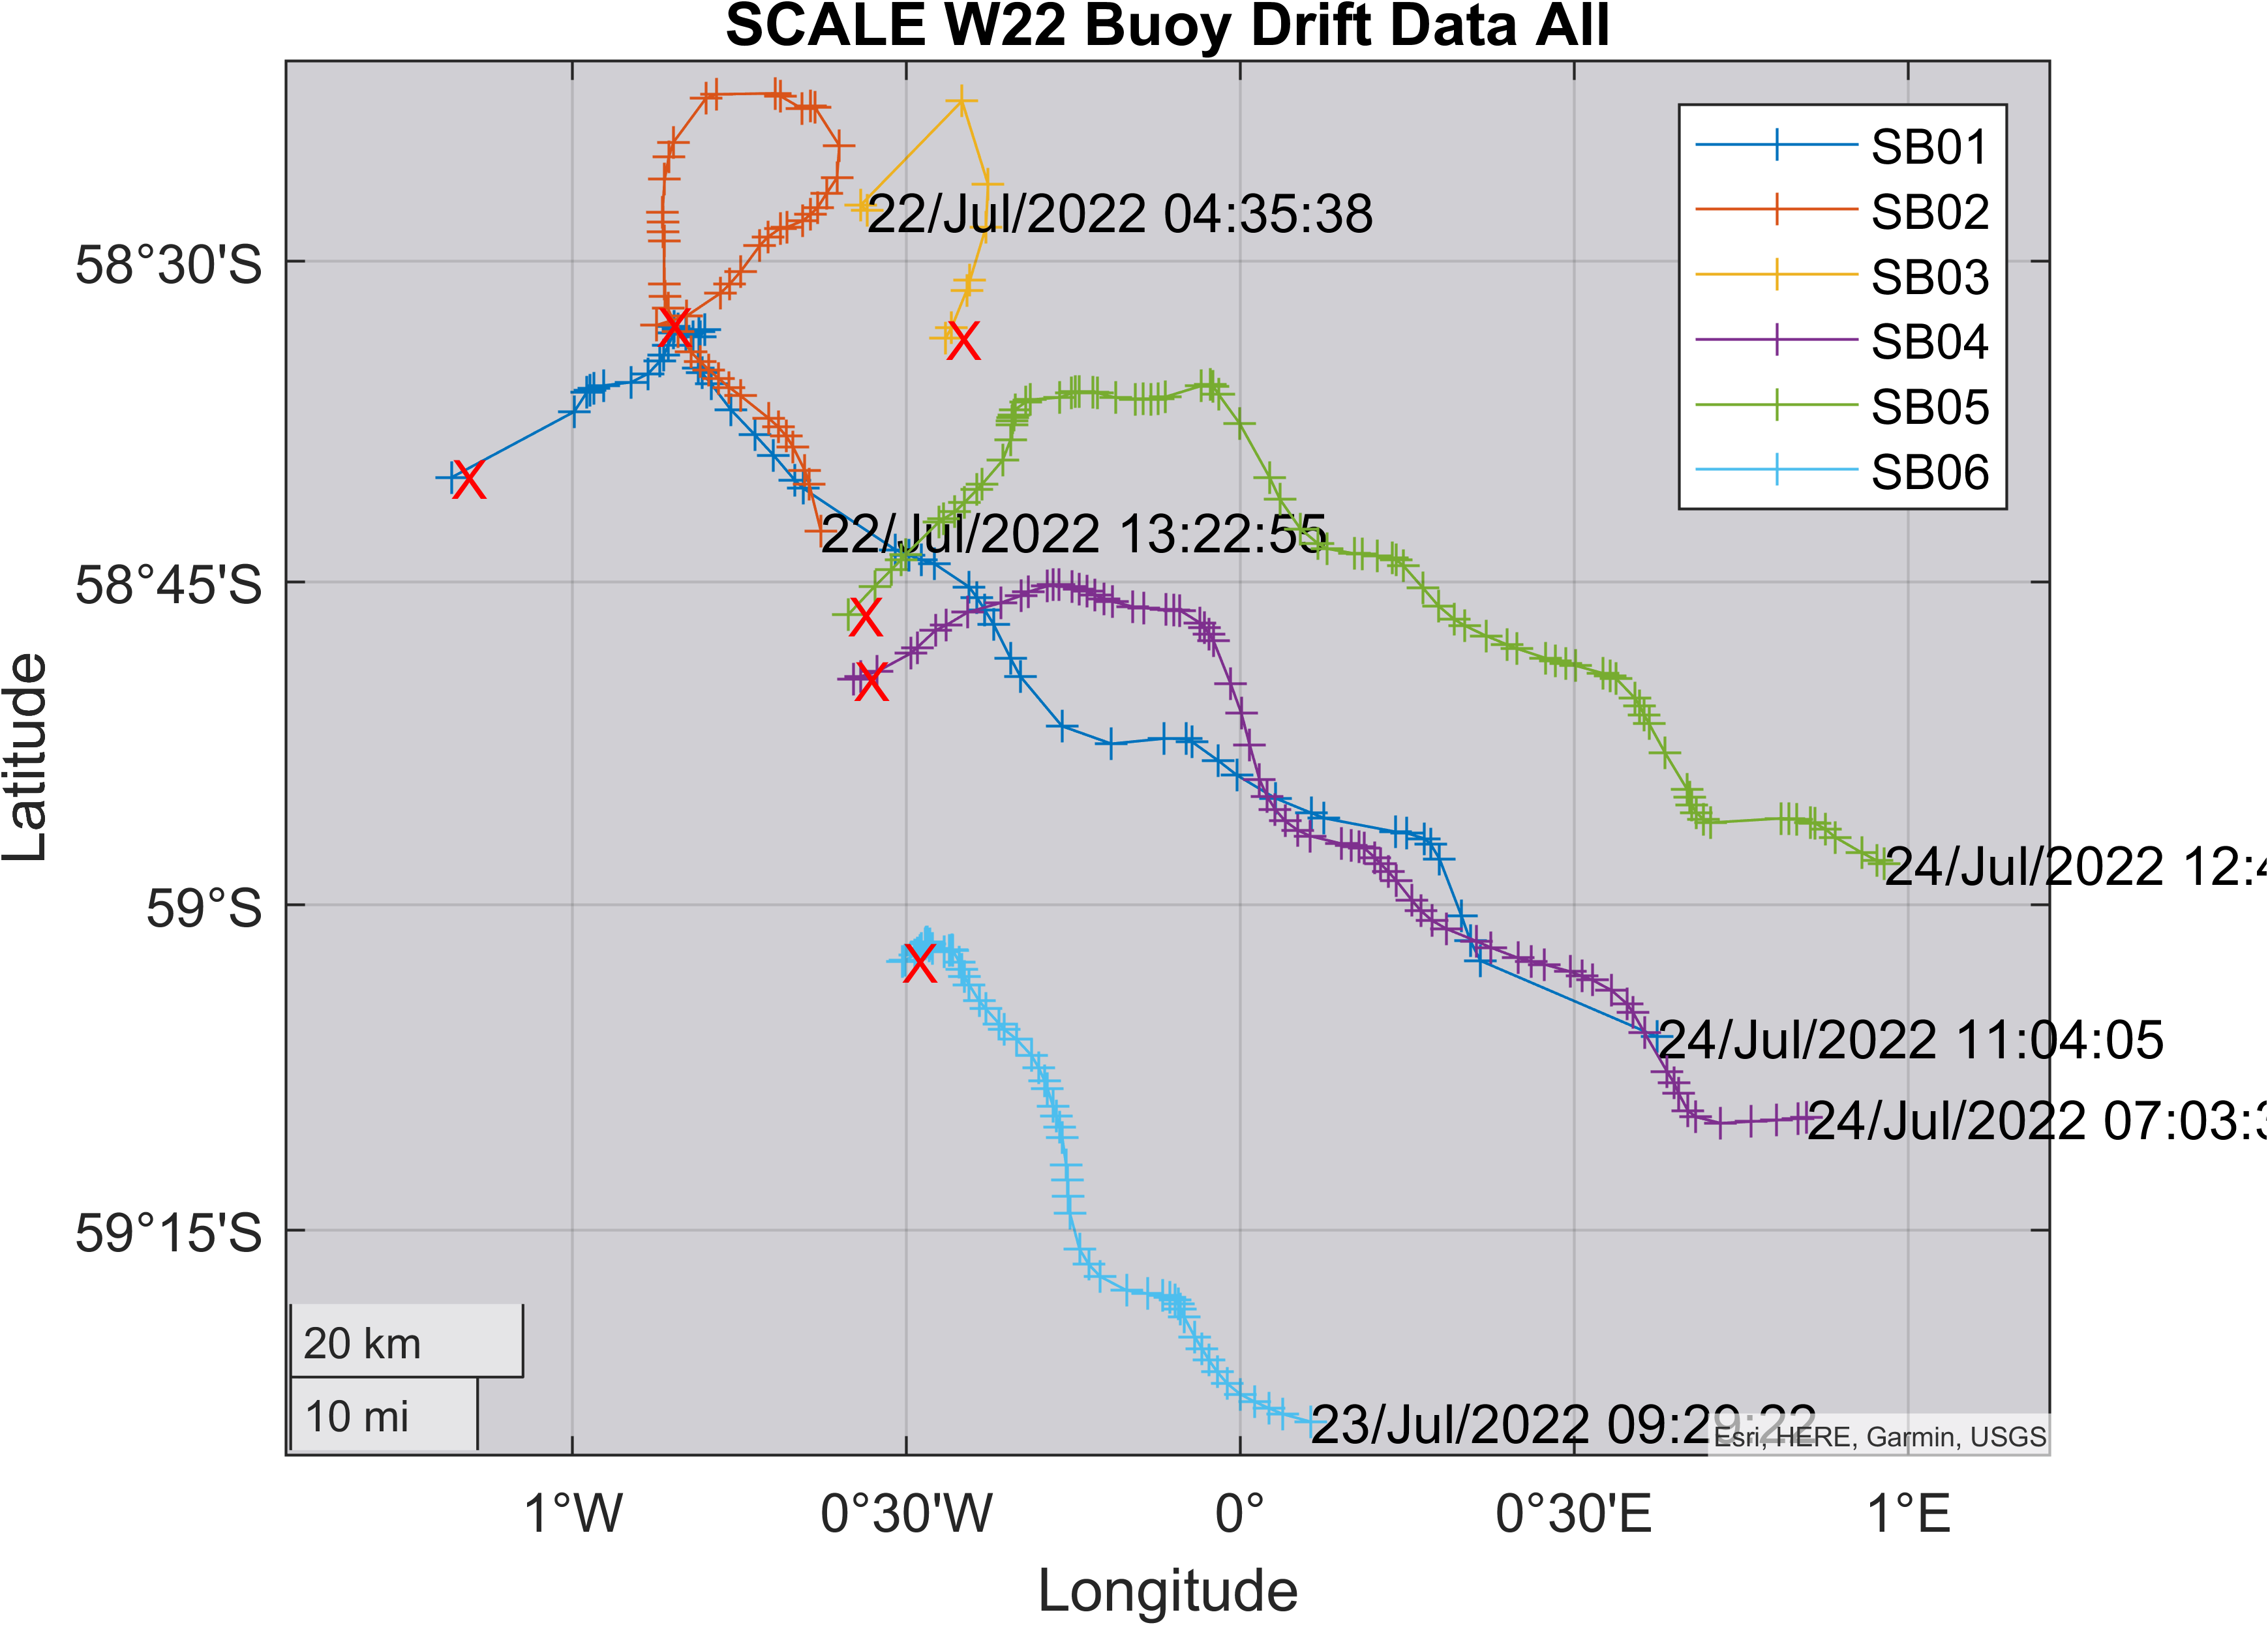 SCALE W22 Buoy Drift Data All
SB01
SB02
SB03
SB04
SB05
SB06
22/Jul/2022 04:35:38
22/Jul/2022 13:22:55
24/Jul/2022 12:4
24/Jul/2022 11:04:05
24/Jul/2022 07:03:3
23/Jul/2022 09:29:22
58°30'S
58°45'S
59°S
59°15'S
Latitude
20 km
10 mi
Esri, HERE, Garmin, USGS
1°W
0°30'W
0°
0°30'E
1°E
Longitude